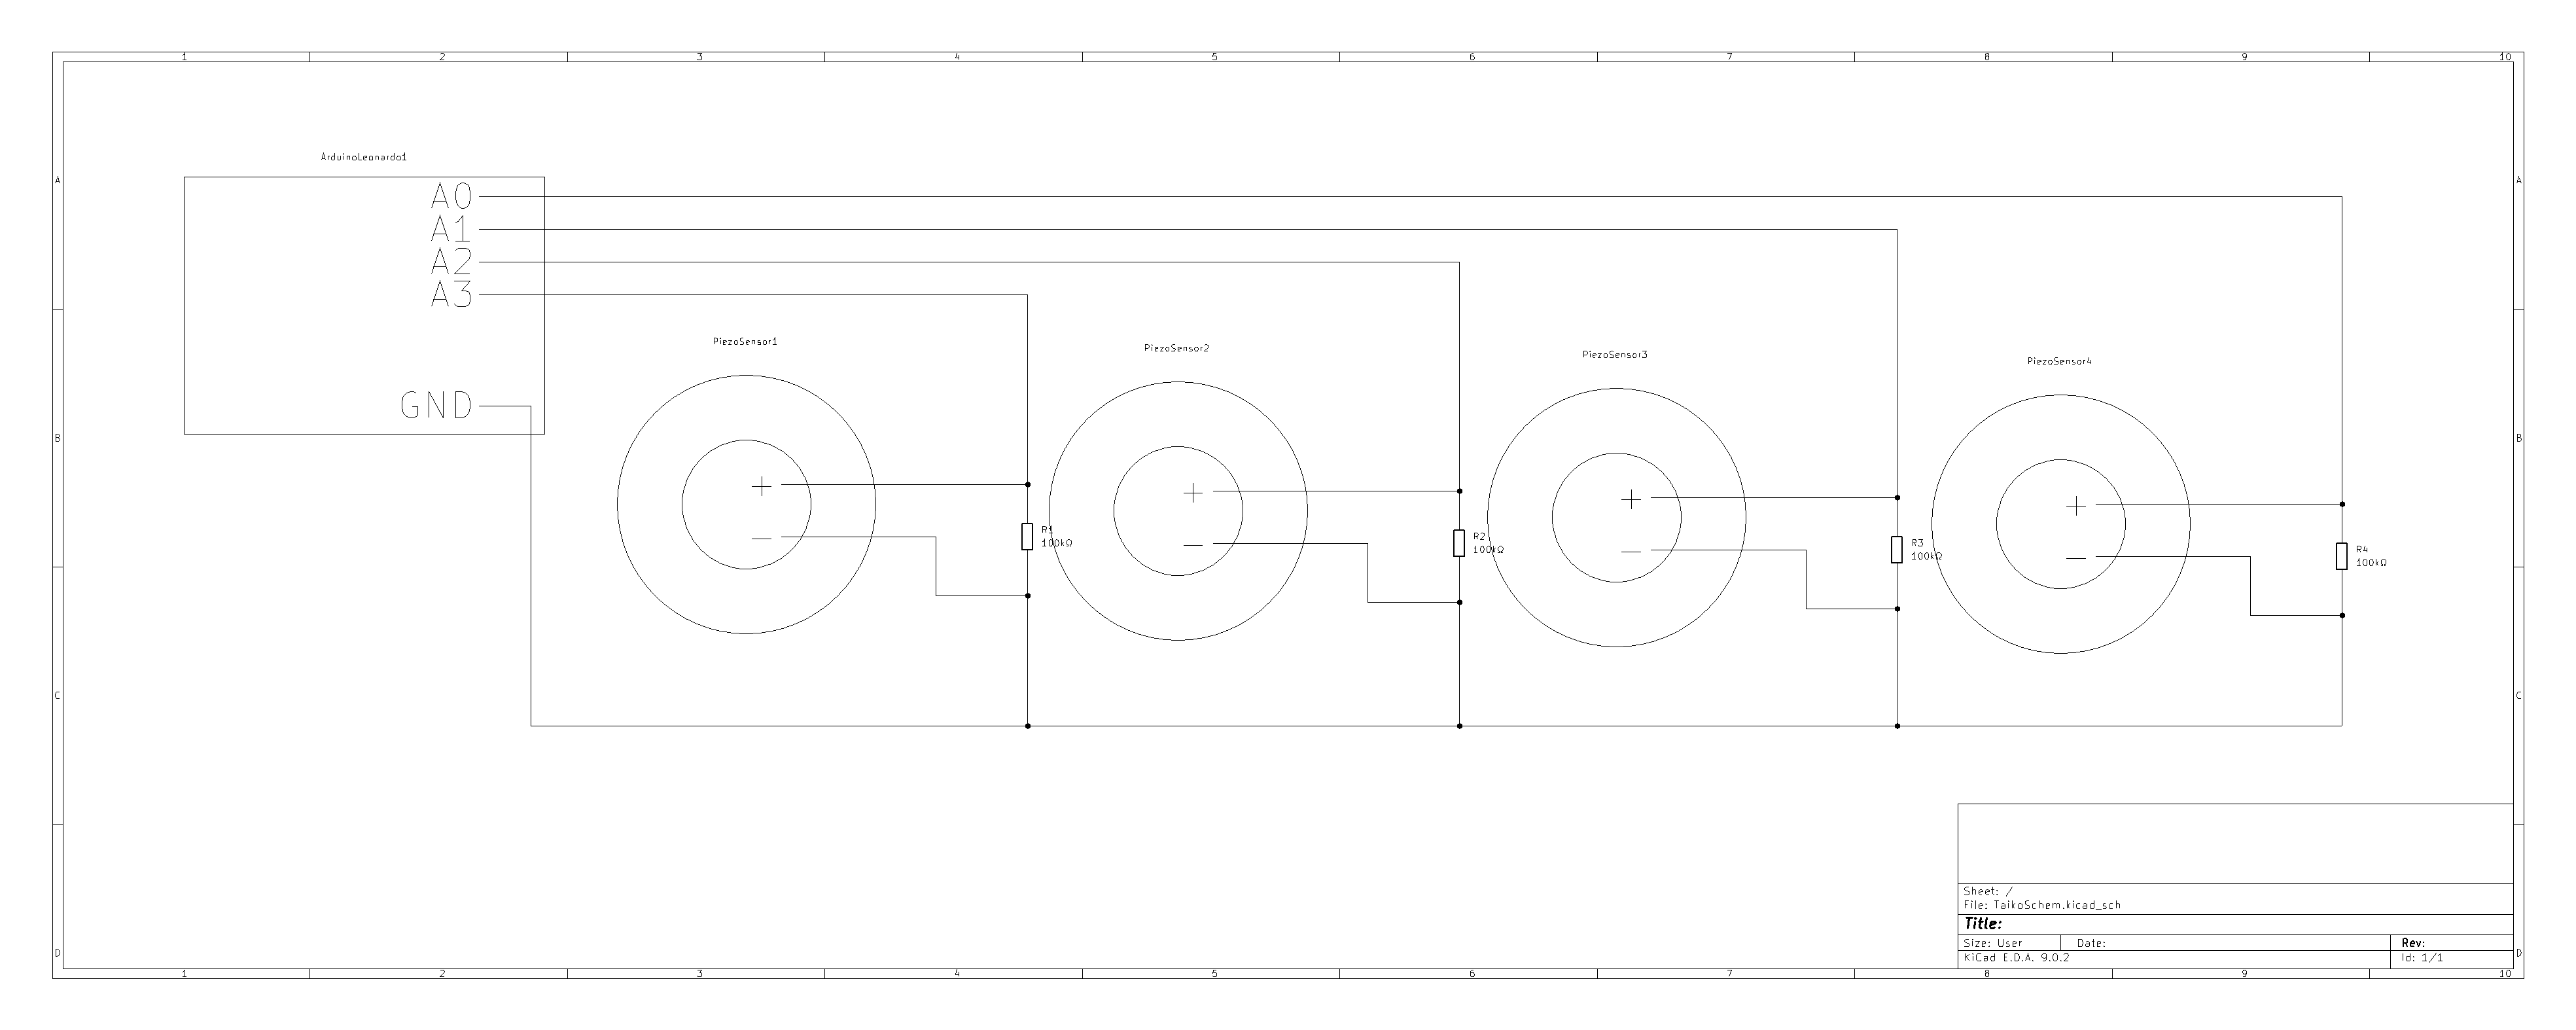 1 2 3 4 5 6 7 8 9 10
ArduinoLeonardo1
A A
A0
A1
A2
A3
PiezoSensor1 PiezoSensor2 PiezoSensor3 PiezoSensor4
GND
B B
+ + + +
- - - -
R1 R2 R3 R4
100kΩ 100kΩ 100kΩ 100kΩ
C C
Sheet: /
File: TaikoSchem.kicad_sch
Title:
Size: User Date: Rev:
KiCad E.D.A. 9.0.2 Id: 1/1
D D
1 2 3 4 5 6 7 8 9 10